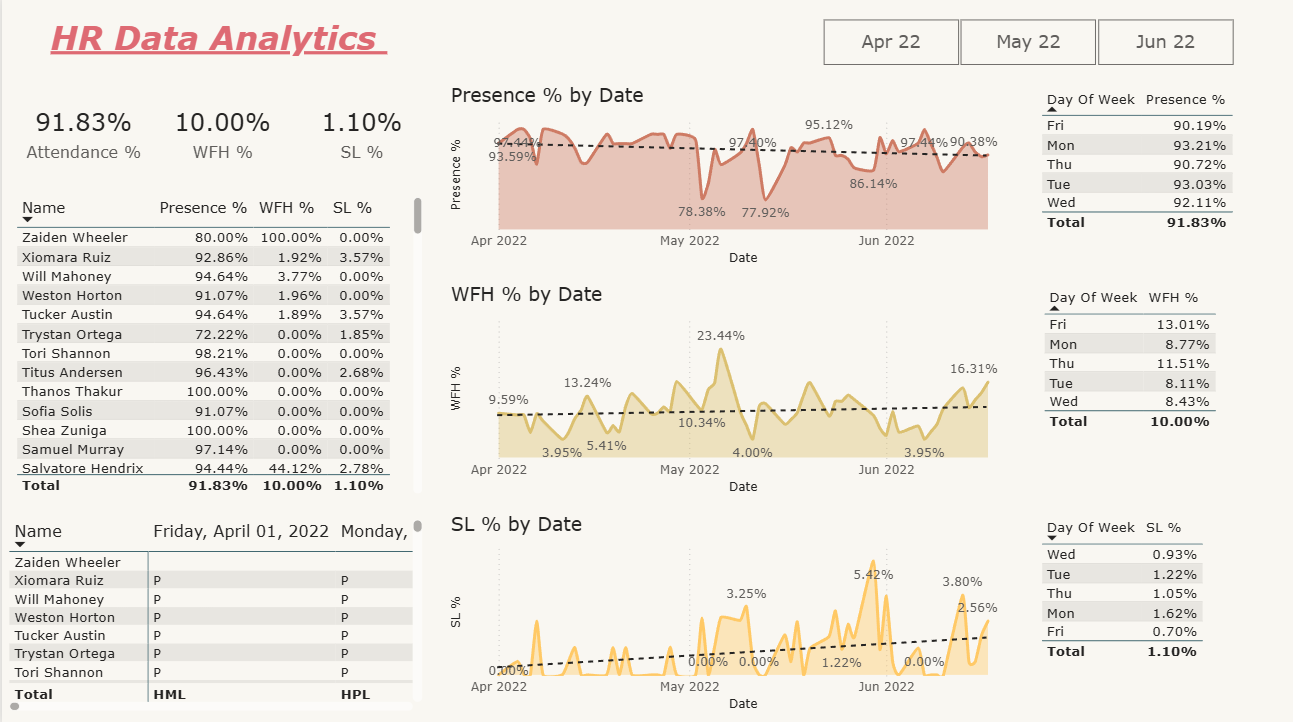 HR Data Analytics
Apr 22 May 22 Jun 22
91.83% 10.00% 1.10%
Attendance % WFH % SL %
Name Presence % WFH % SL %
Zaiden Wheeler 80.00% 100.00% 0.00%
Xiomara Ruiz 92.86% 1.92% 3.57%
Will Mahoney 94.64% 3.77% 0.00%
Weston Horton 91.07% 1.96% 0.00%
Tucker Austin 94.64% 1.89% 3.57%
Trystan Ortega 72.22% 0.00% 1.85%
Tori Shannon 98.21% 0.00% 0.00%
Titus Andersen 96.43% 0.00% 2.68%
Thanos Thakur 100.00% 0.00% 0.00%
Sofia Solis 91.07% 0.00% 0.00%
Shea Zuniga 100.00% 0.00% 0.00%
Samuel Murray 97.14% 0.00% 0.00%
Salvatore Hendrix 94.44% 44.12% 2.78%
Total 91.83% 10.00% 1.10%
Name Friday, April 01, 2022 Monday,
Zaiden Wheeler
Xiomara Ruiz P P
Will Mahoney P P
Weston Horton P P
Tucker Austin P P
Trystan Ortega P P
Tori Shannon P P
Total HML HPL
Presence % by Date
Presence %
97.44%
93.59%
78.38%
97.40%
77.92%
95.12%
86.14%
97.44%
90.38%
Apr 2022 May 2022 Jun 2022
Date
Day Of Week Presence %
Fri 90.19%
Mon 93.21%
Thu 90.72%
Tue 93.03%
Wed 92.11%
Total 91.83%
WFH % by Date
WFH %
9.59%
3.95%
13.24%
5.41%
10.34%
23.44%
4.00%
3.95%
16.31%
Apr 2022 May 2022 Jun 2022
Date
Day Of Week WFH %
Fri 13.01%
Mon 8.77%
Thu 11.51%
Tue 8.11%
Wed 8.43%
Total 10.00%
SL % by Date
SL %
0.00%
0.00%
3.25%
0.00%
1.22%
5.42%
0.00%
3.80%
2.56%
Apr 2022 May 2022 Jun 2022
Date
Day Of Week SL %
Wed 0.93%
Tue 1.22%
Thu 1.05%
Mon 1.62%
Fri 0.70%
Total 1.10%